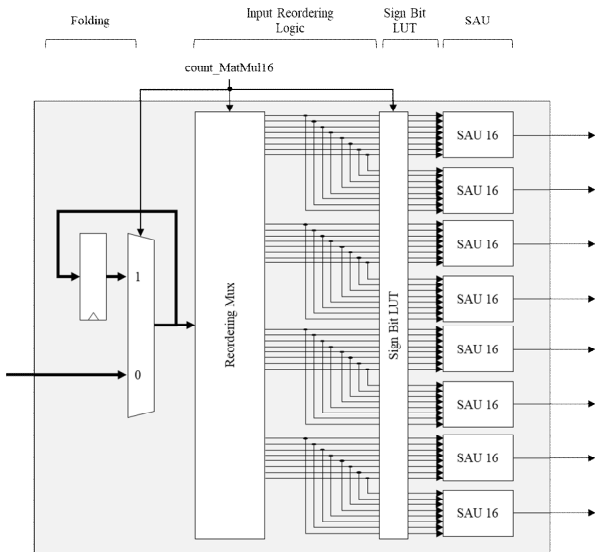 Folding
Input Reordering
Logic
Sign Bit
LUT
SAU
count_MatMul16
1
0
Reordering Mux
Sign Bit LUT
SAU 16
SAU 16
SAU 16
SAU 16
SAU 16
SAU 16
SAU 16
SAU 16